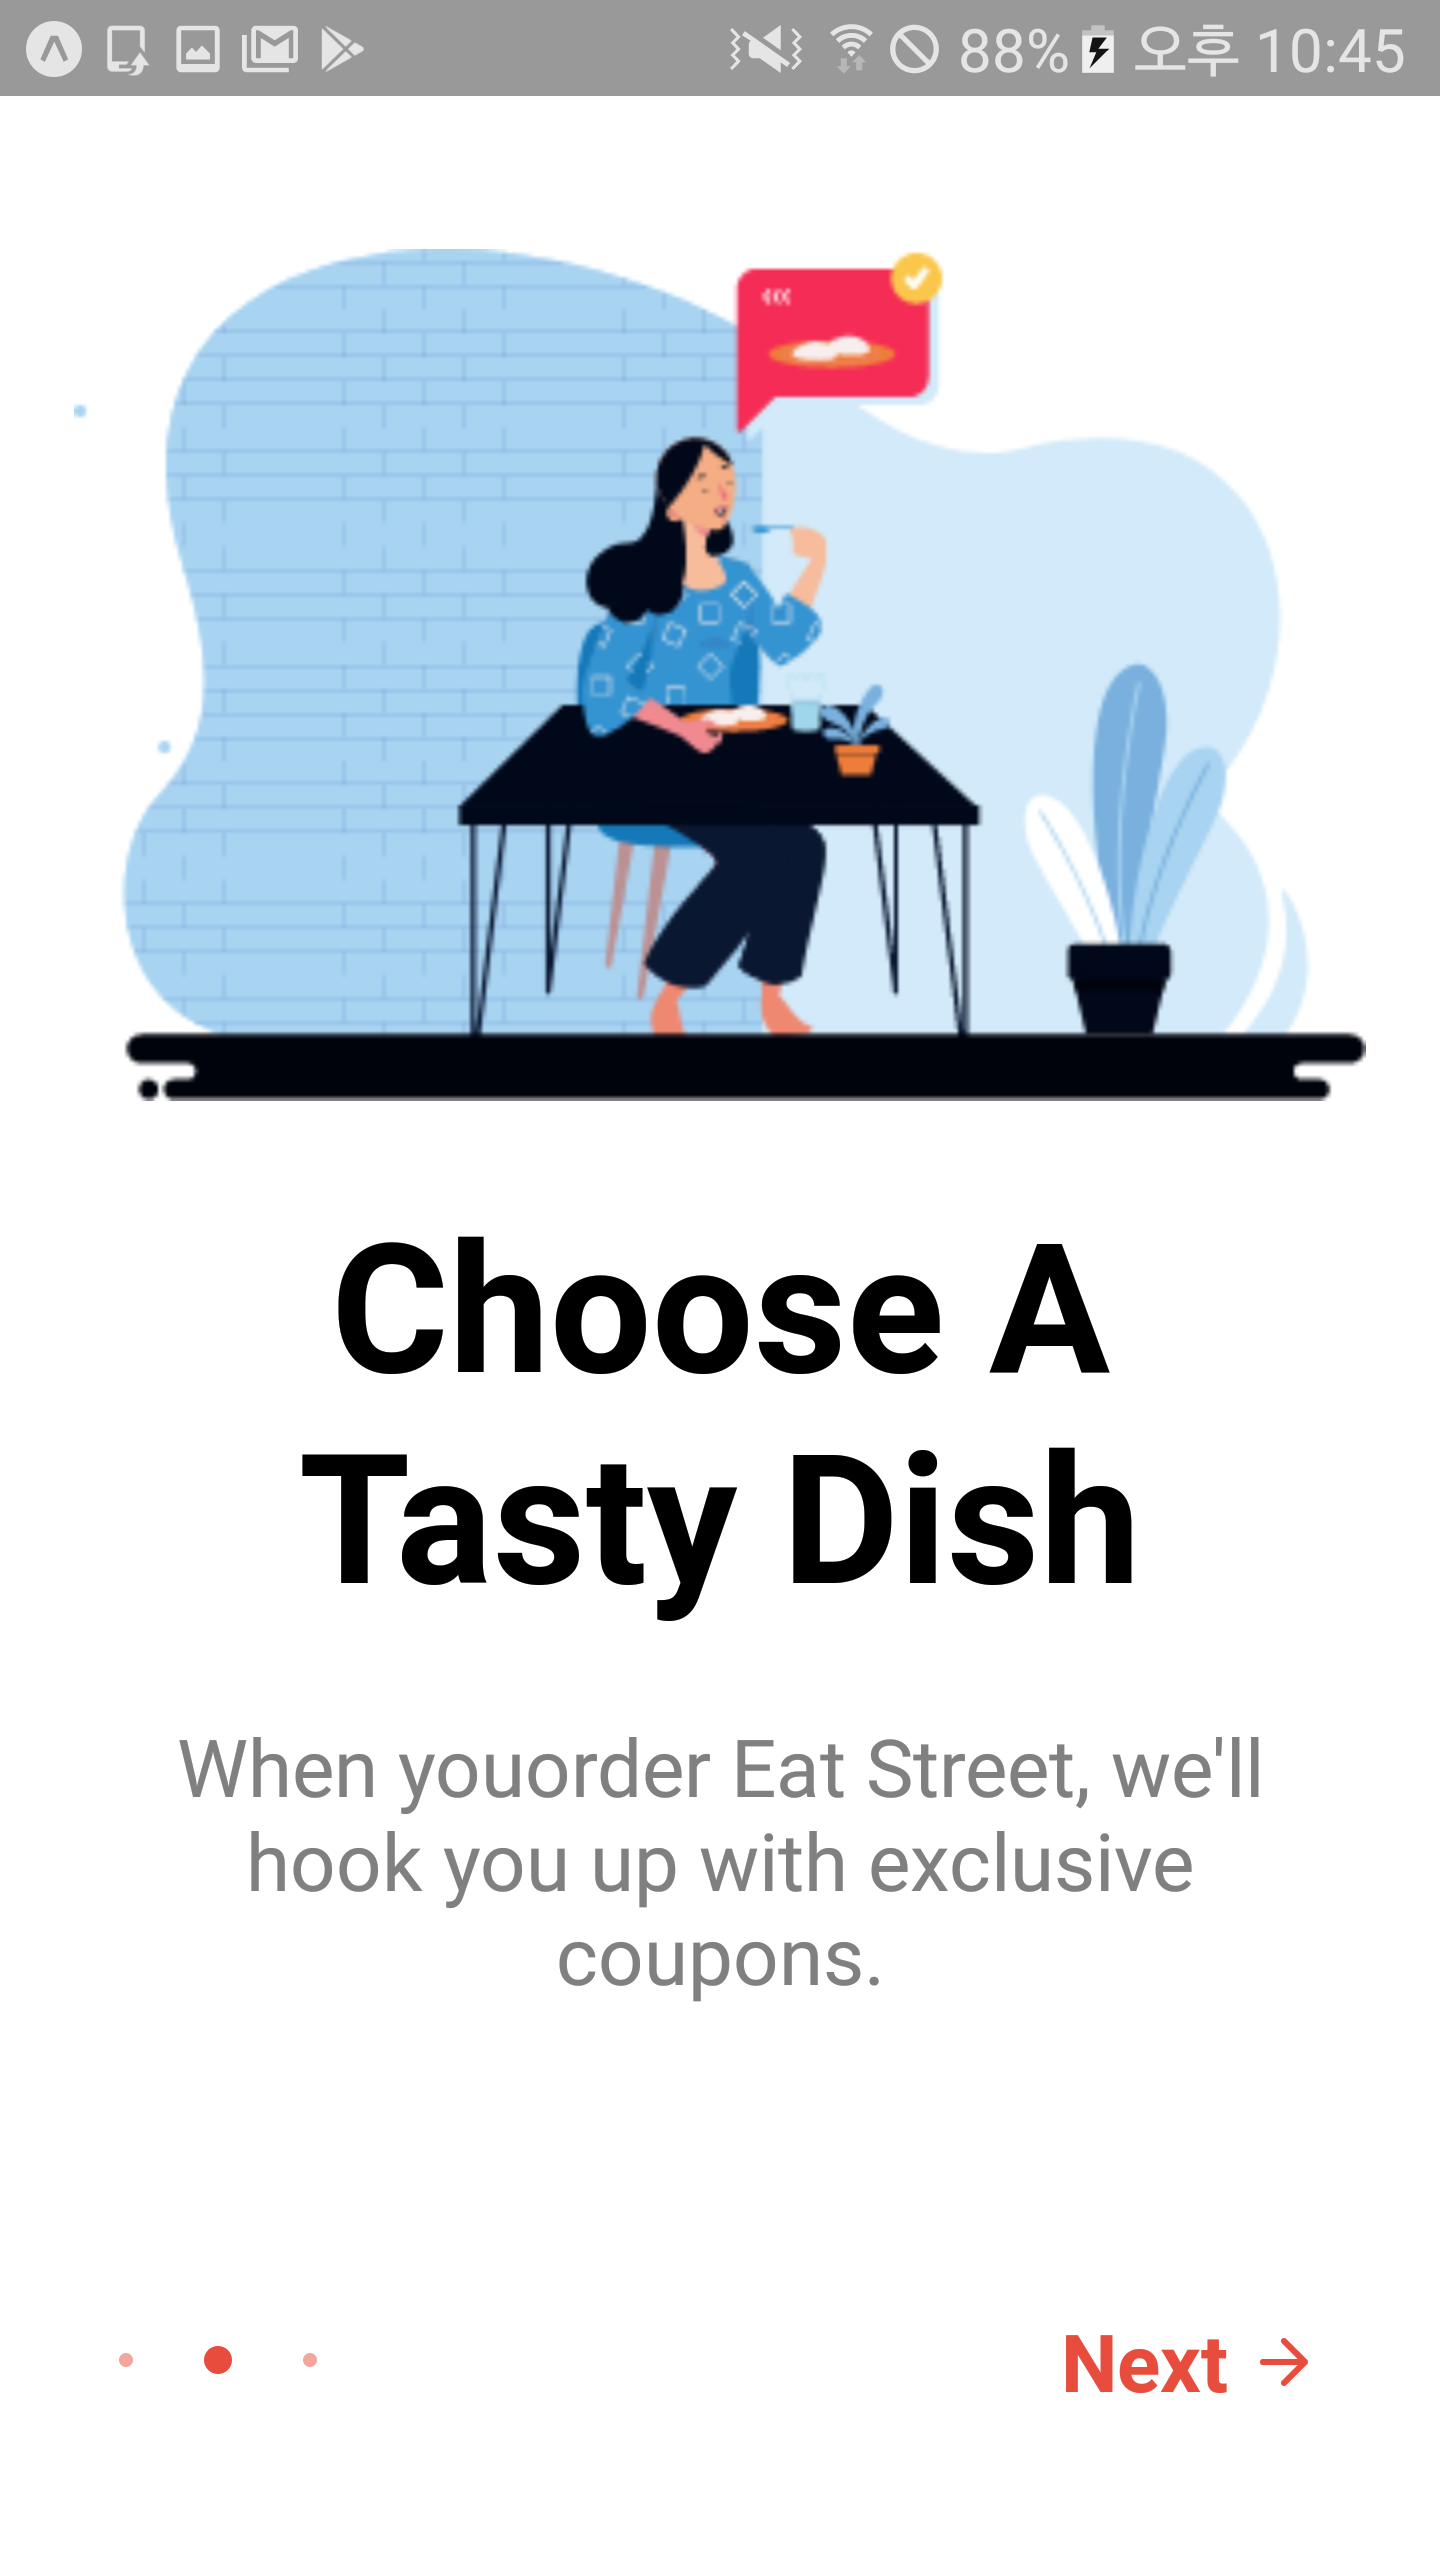 88% 오후 10:45
Choose A
Tasty Dish
When youorder Eat Street, we'll
hook you up with exclusive
coupons.
Next